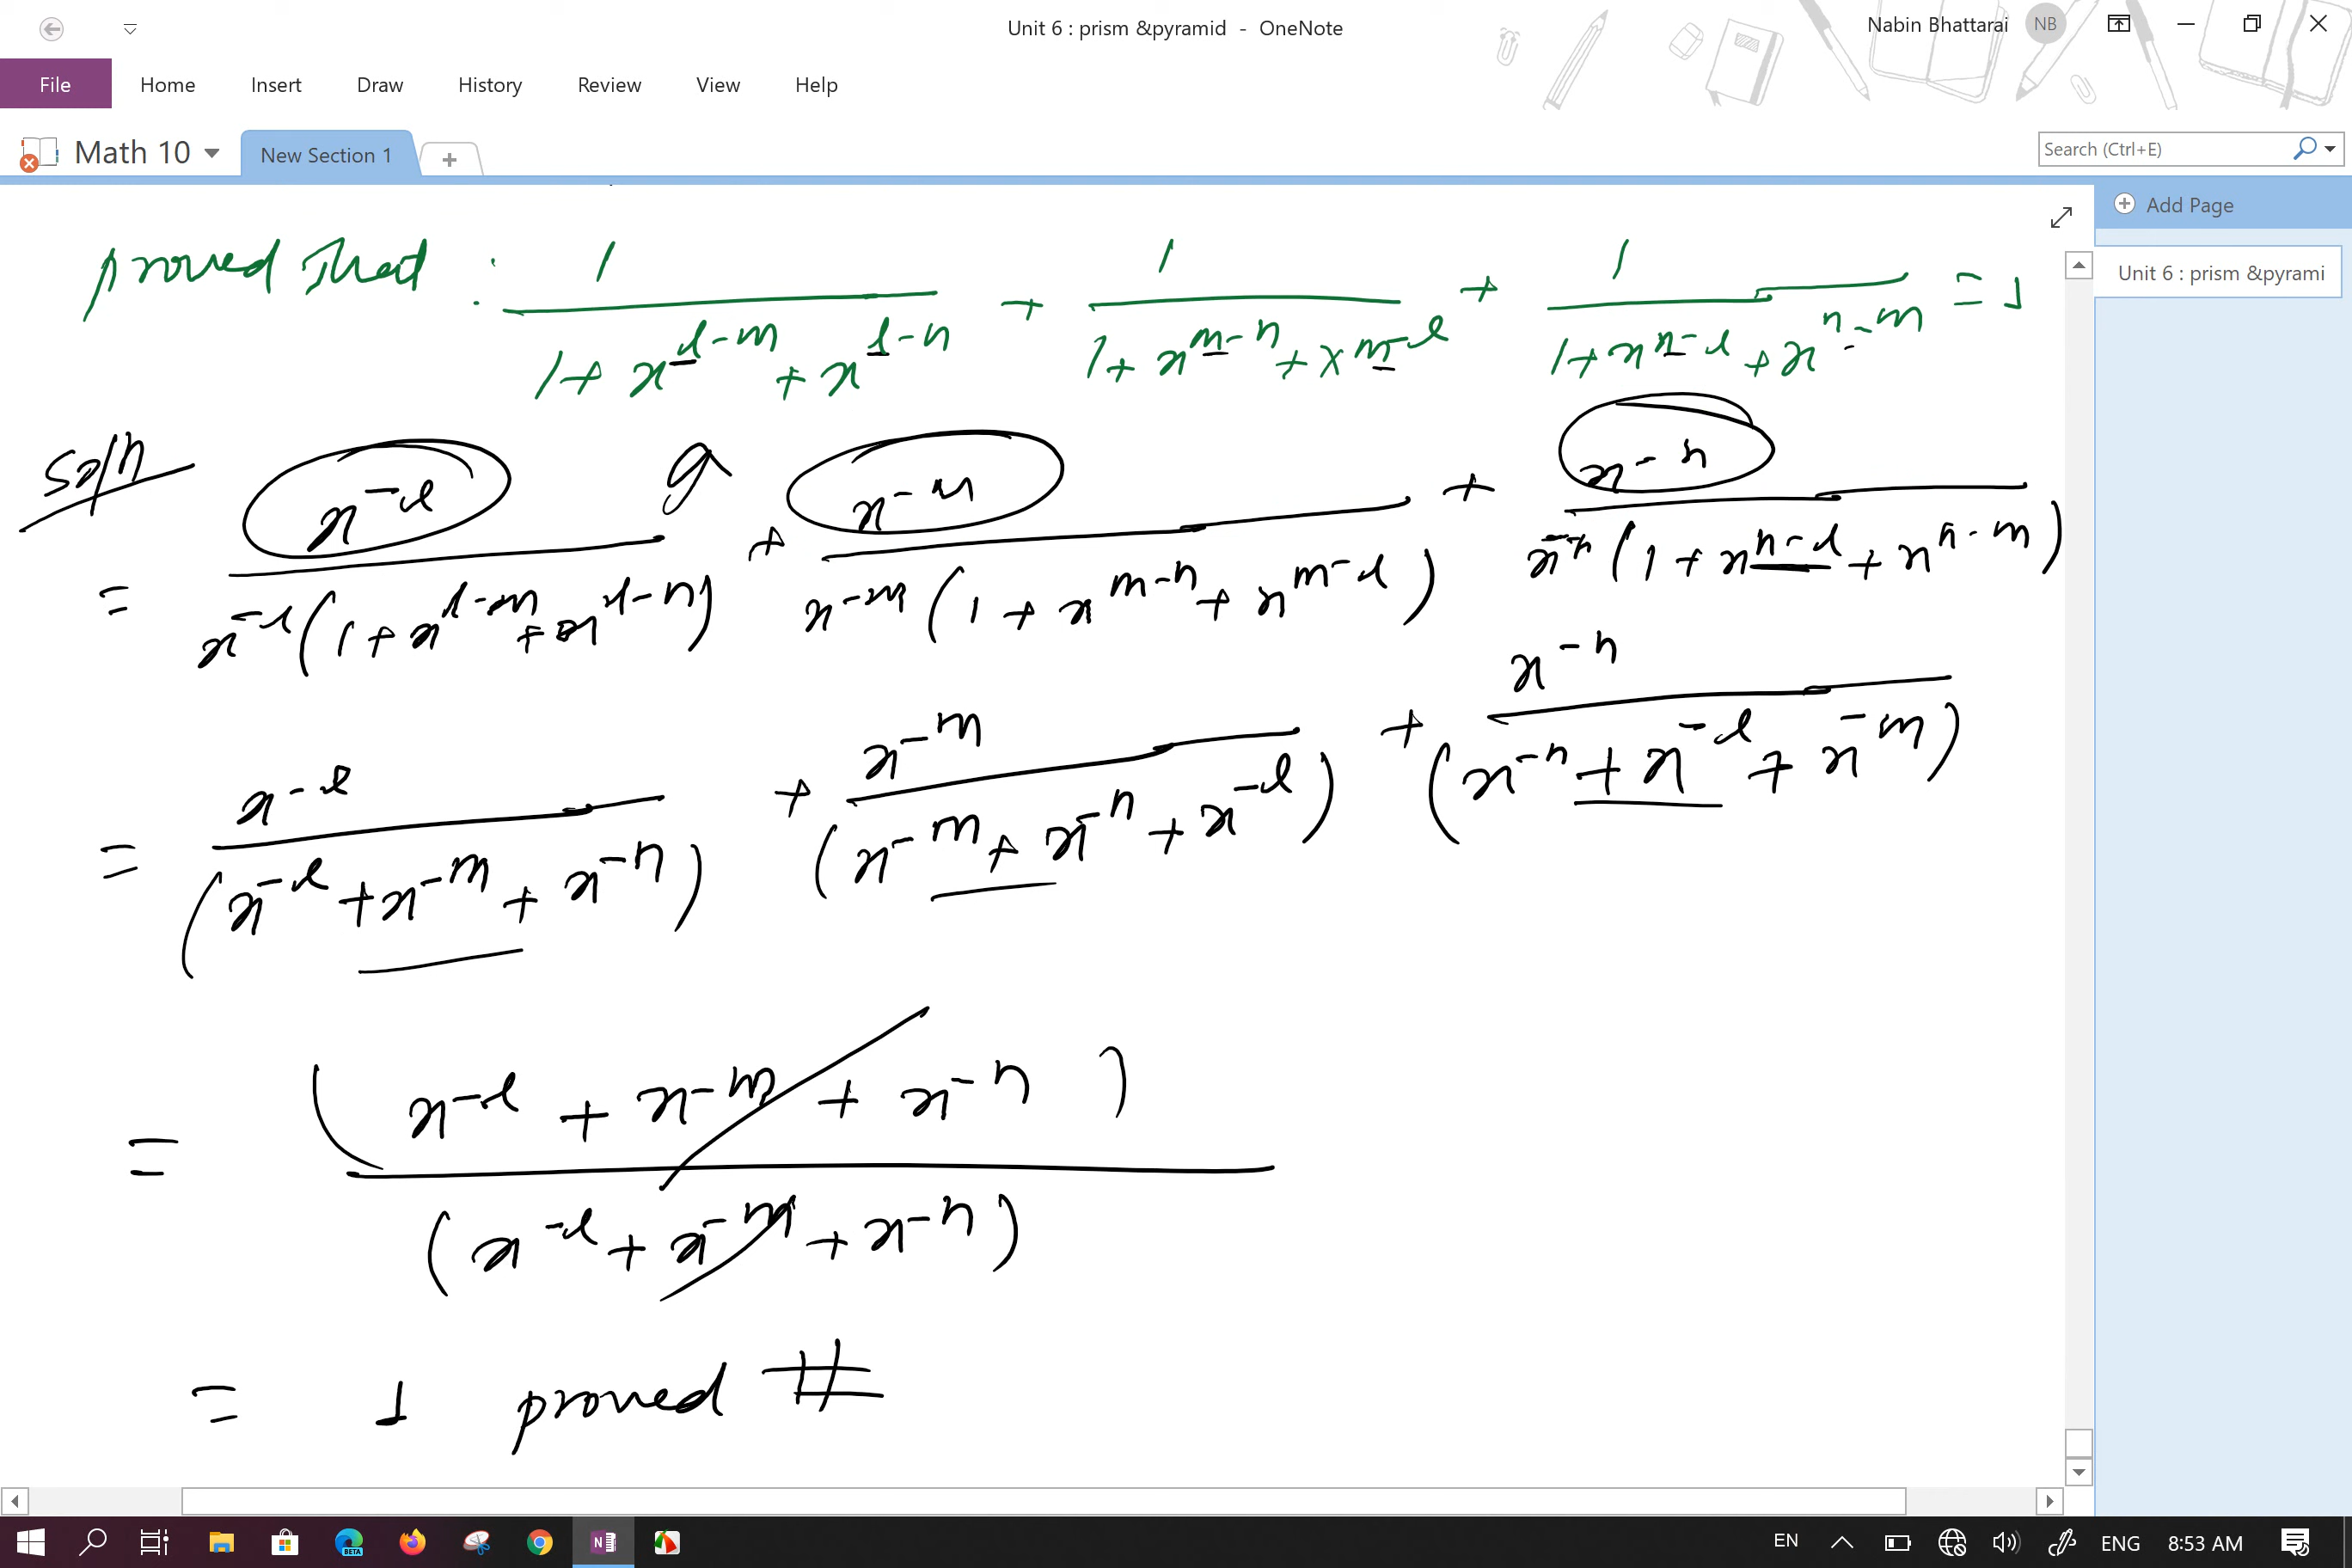 Unit 6 : prism &pyramid - OneNote
Nabin Bhattarai NB
File Home Insert Draw History Review View Help
Math 10 New Section 1 +
Search (Ctrl+E)
Add Page
Unit 6 : prism &pyrami
proved That : 1/(1+x^(l-m)+x^(l-n)) + 1/(1+x^(m-n)+x^(m-l)) + 1/(1+x^(n-l)+x^(n-m)) = 1
Soln
= x^(-l)/(x^(-l)(1+x^(l-m)+x^(l-n))) + x^(-m)/(x^(-m)(1+x^(m-n)+x^(m-l))) + x^(-n)/(x^(-n)(1+x^(n-l)+x^(n-m)))
= x^(-l)/(x^(-l)+x^(-m)+x^(-n)) + x^(-m)/(x^(-m)+x^(-n)+x^(-l)) + x^(-n)/(x^(-n)+x^(-l)+x^(-m))
= (x^(-l)+x^(-m)+x^(-n))/(x^(-l)+x^(-m)+x^(-n))
= 1 proved #
BETA
EN ENG 8:53 AM